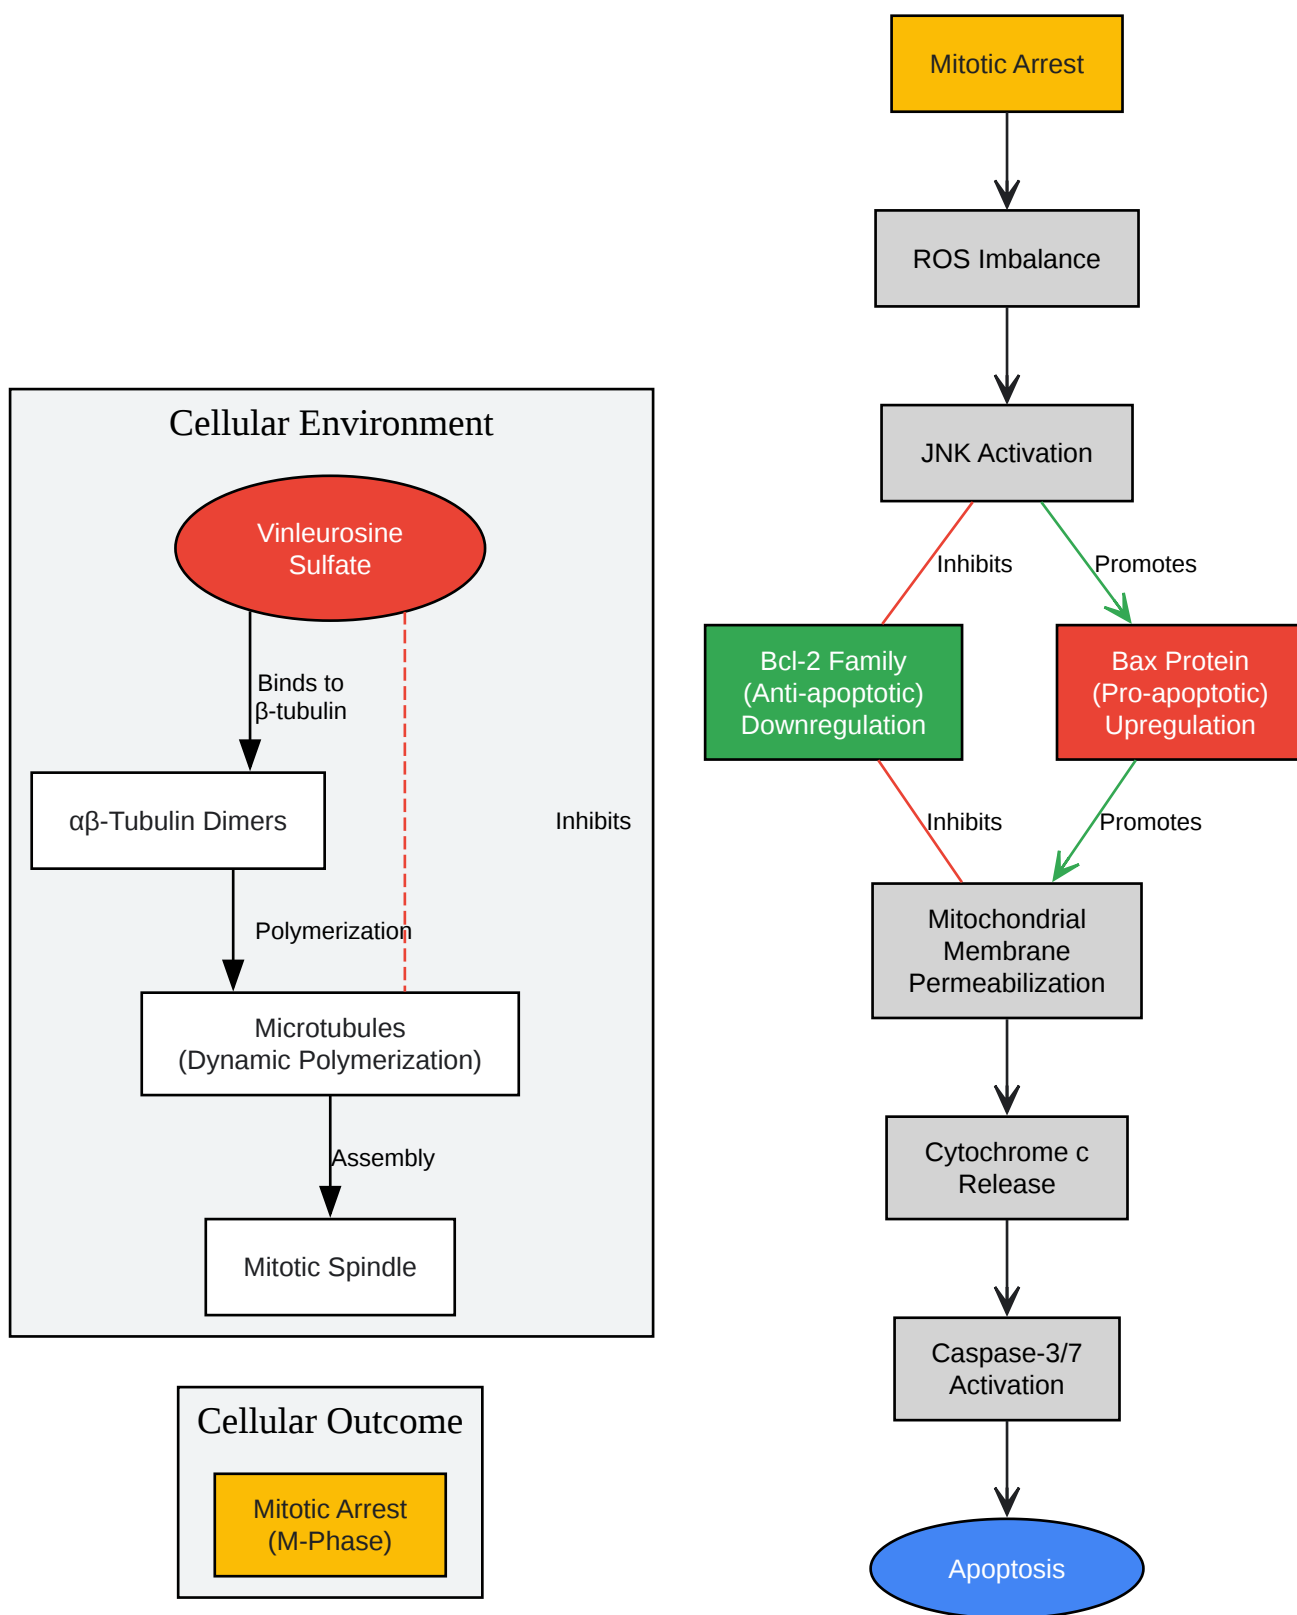 Cellular Environment
Vinleurosine
Sulfate
Binds to
β-tubulin
αβ-Tubulin Dimers
Inhibits
Polymerization
Microtubules
(Dynamic Polymerization)
Assembly
Mitotic Spindle
Cellular Outcome
Mitotic Arrest
(M-Phase)
Mitotic Arrest
ROS Imbalance
JNK Activation
Inhibits
Promotes
Bcl-2 Family
(Anti-apoptotic)
Downregulation
Bax Protein
(Pro-apoptotic)
Upregulation
Inhibits
Promotes
Mitochondrial
Membrane
Permeabilization
Cytochrome c
Release
Caspase-3/7
Activation
Apoptosis